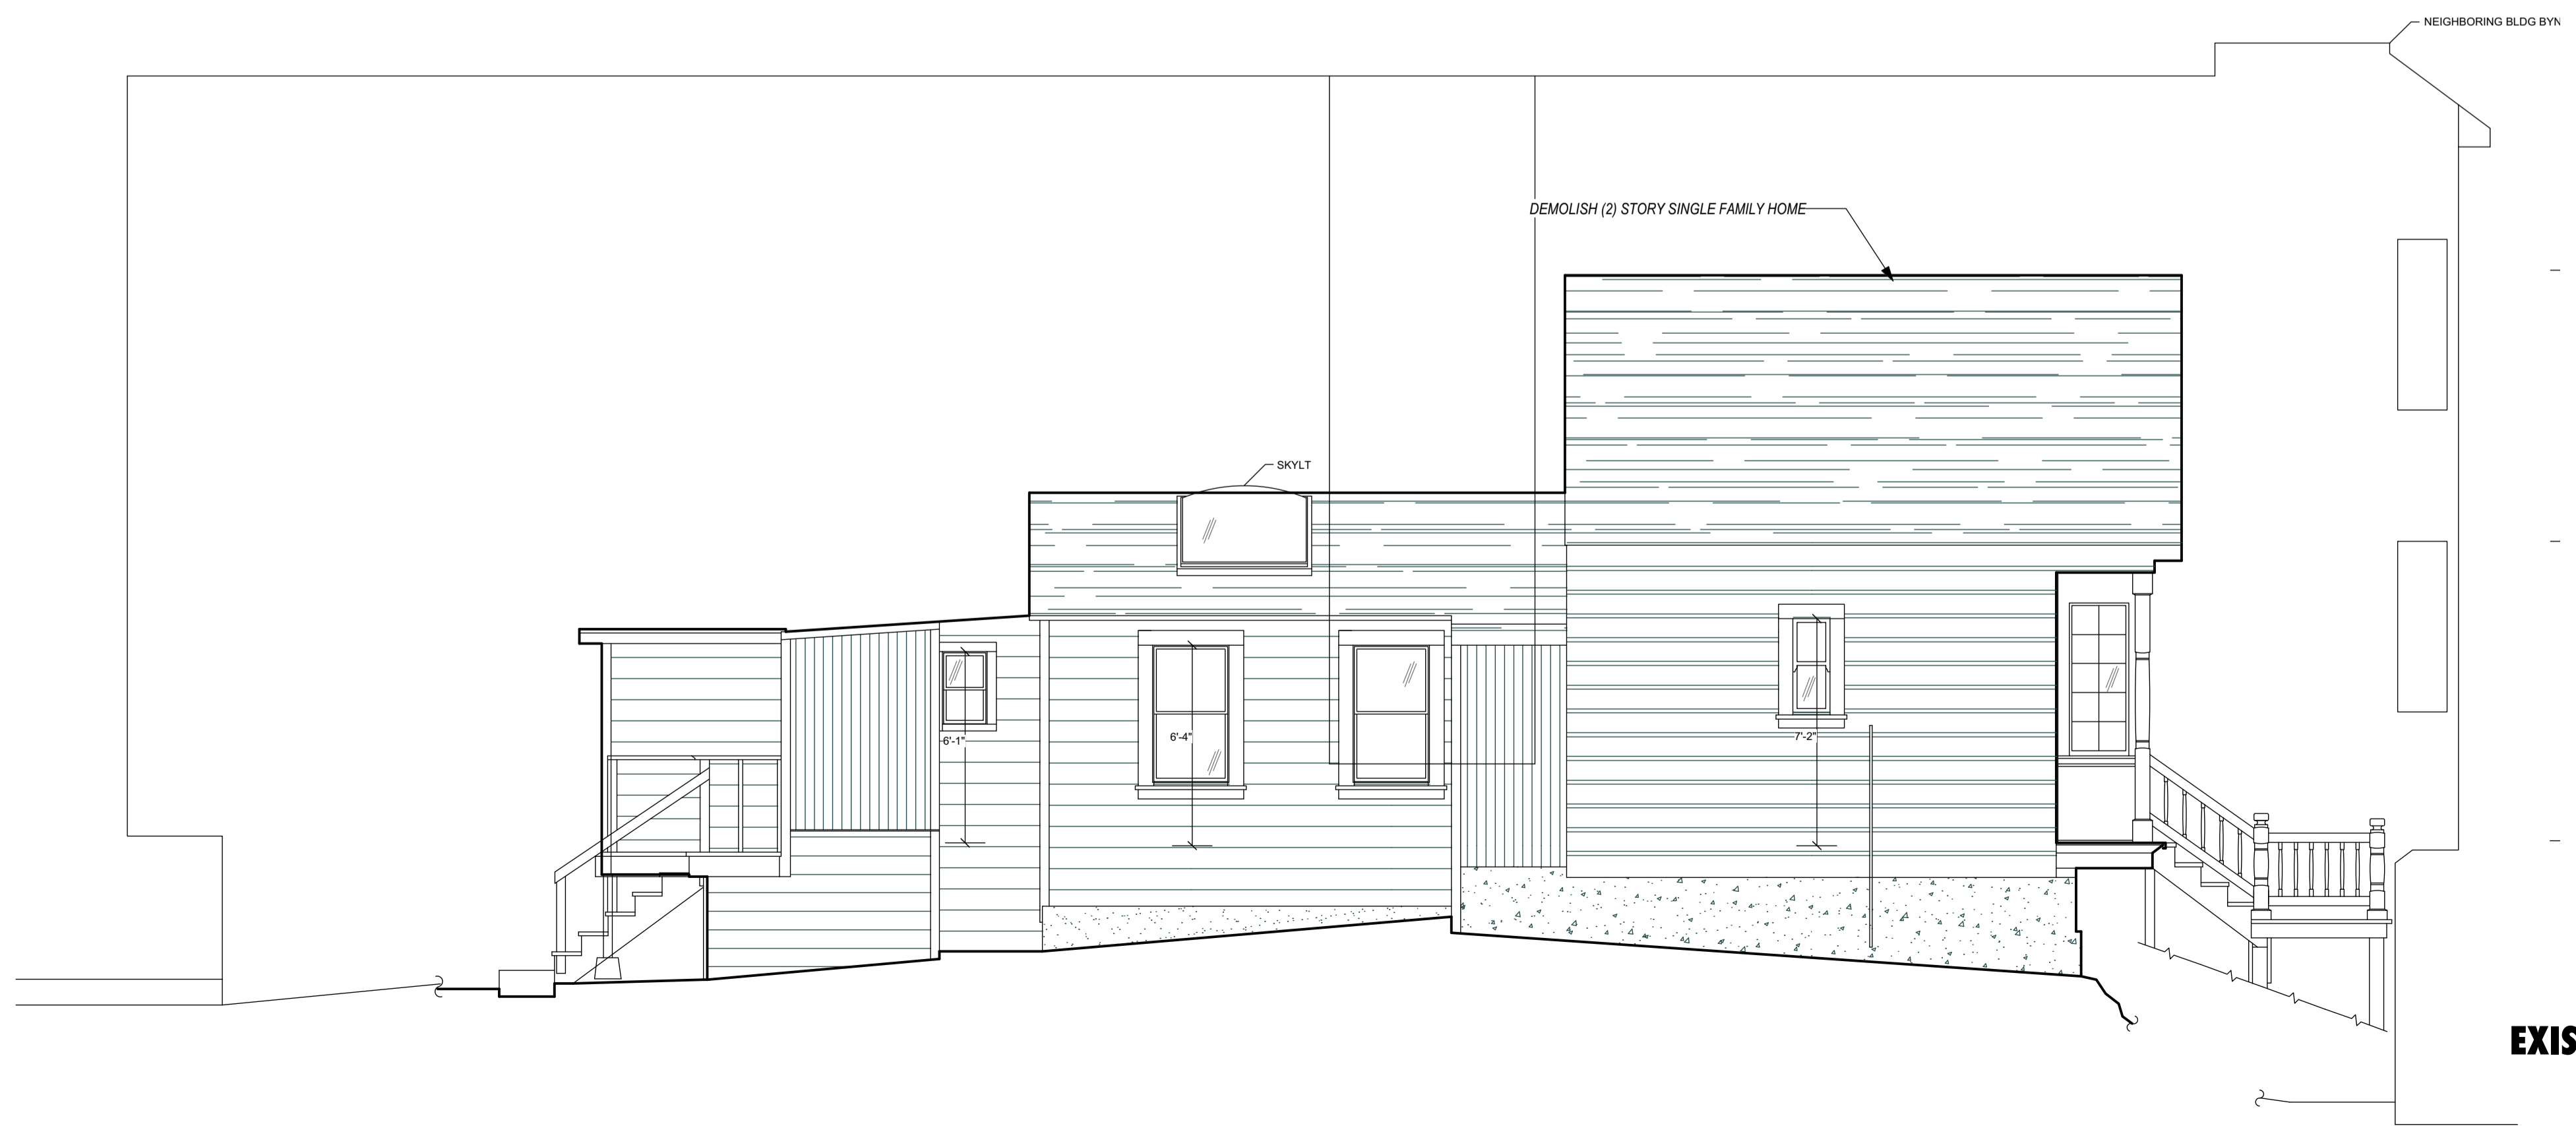 NEIGHBORING BLDG BYN
DEMOLISH (2) STORY SINGLE FAMILY HOME
SKYLT
6'-1"
6'-4"
7'-2"
EXIS